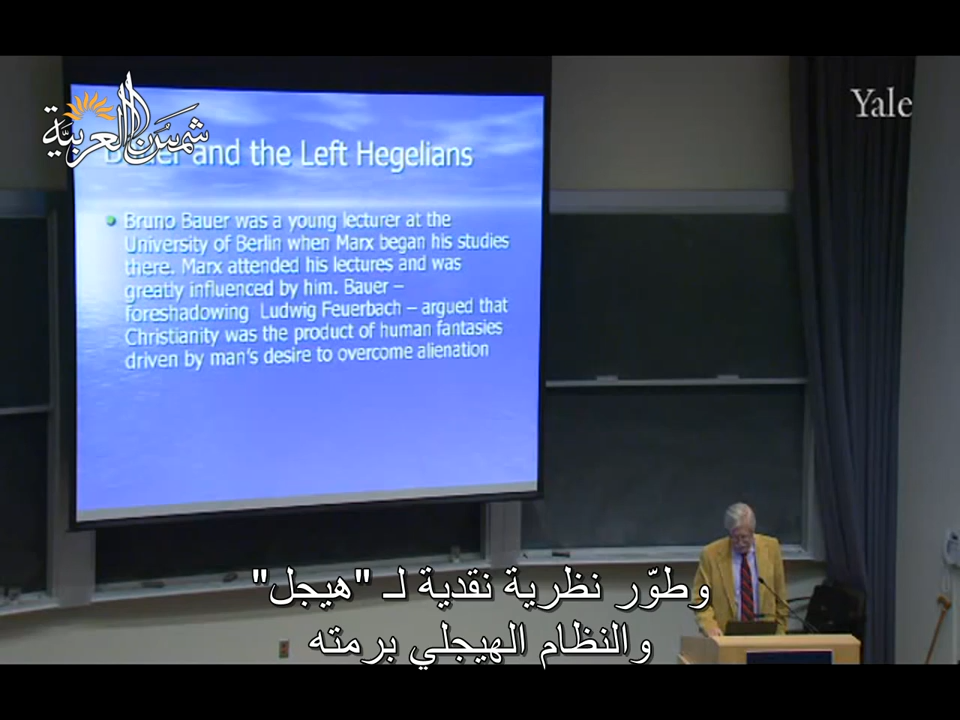 شمس العربية
Yale
and the Left Hegelians
Bruno Bauer was a young lecturer at the
University of Berlin when Marx began his studies
there. Marx attended his lectures and was
greatly influenced by him. Bauer –
foreshadowing Ludwig Feuerbach – argued that
Christianity was the product of human fantasies
driven by man's desire to overcome alienation
وطوّر نظرية نقدية لـ "هيجل"
والنظام الهيجلي برمته